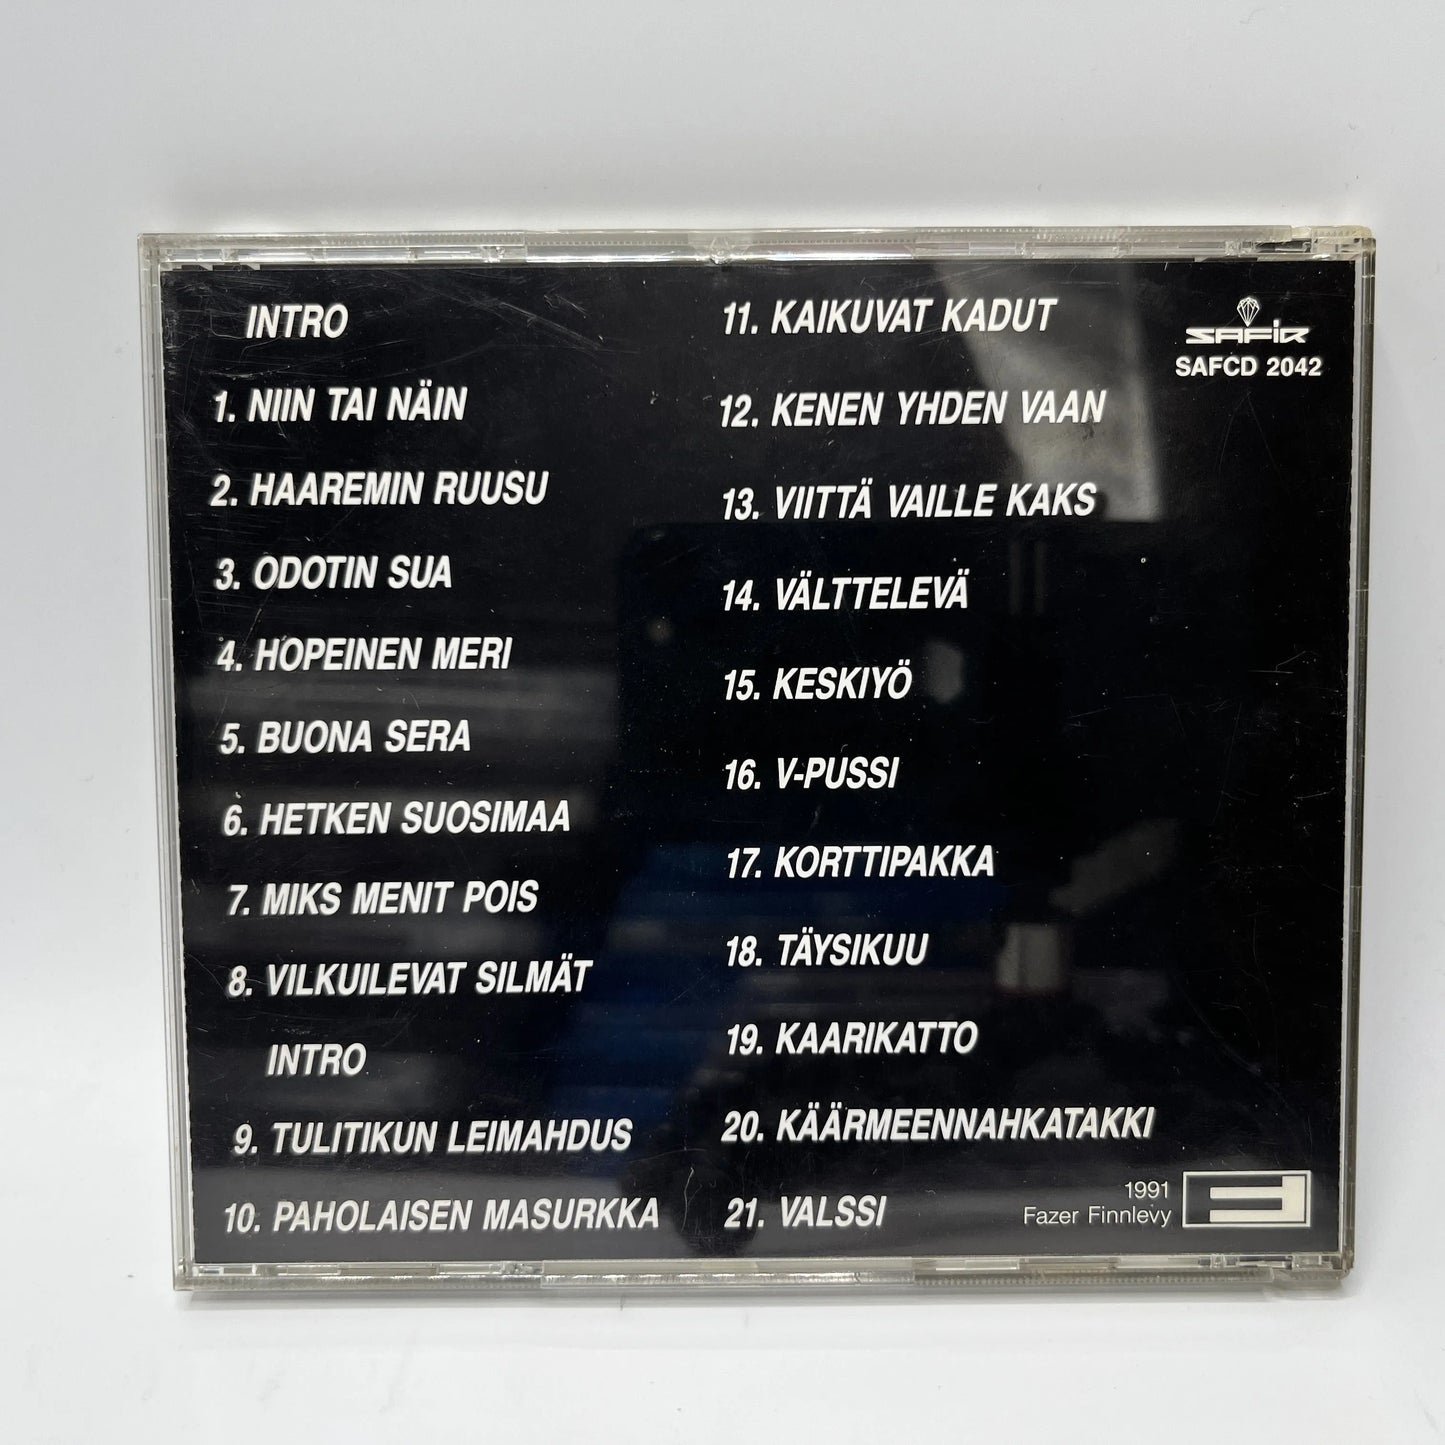 INTRO
1. NIIN TAI NÄIN
2. HAAREMIN RUUSU
3. ODOTIN SUA
4. HOPEINEN MERI
5. BUONA SERA
6. HETKEN SUOSIMAA
7. MIKS MENIT POIS
8. VILKUILEVAT SILMÄT
INTRO
9. TULITIKUN LEIMAHDUS
10. PAHOLAISEN MASURKKA
11. KAIKUVAT KADUT
12. KENEN YHDEN VAAN
13. VIITTÄ VAILLE KAKS
14. VÄLTTELEVÄ
15. KESKIYÖ
16. V-PUSSI
17. KORTTIPAKKA
18. TÄYSIKUU
19. KAARIKATTO
20. KÄÄRMEENNAHKATAKKI
21. VALSSI
SAFIR
SAFCD 2042
1991
Fazer Finnlevy